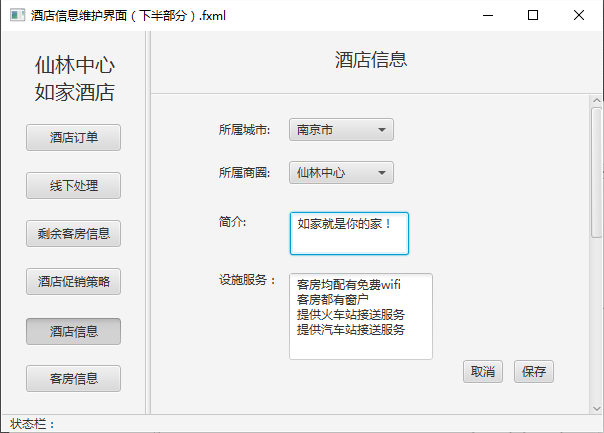 酒店信息维护界面（下半部分）.fxml
仙林中心
如家酒店
酒店订单
线下处理
剩余客房信息
酒店促销策略
酒店信息
客房信息
酒店信息
所属城市:
南京市
所属商圈:
仙林中心
简介:
如家就是你的家！
设施服务：
客房均配有免费wifi
客房都有窗户
提供火车站接送服务
提供汽车站接送服务
取消
保存
状态栏：